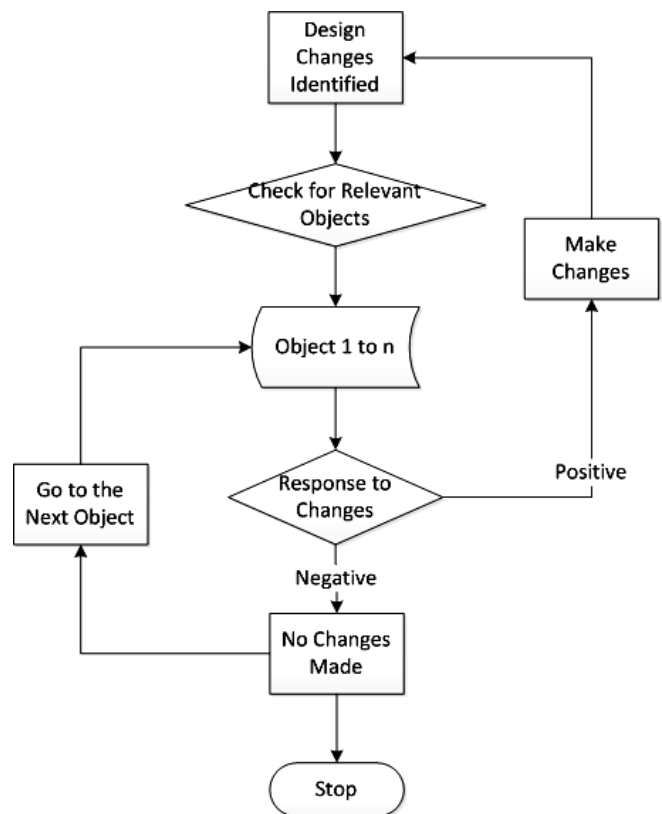 Design
Changes
Identified
Check for Relevant
Objects
Make
Changes
Object 1 to n
Go to the
Next Object
Response to
Changes
Positive
Negative
No Changes
Made
Stop